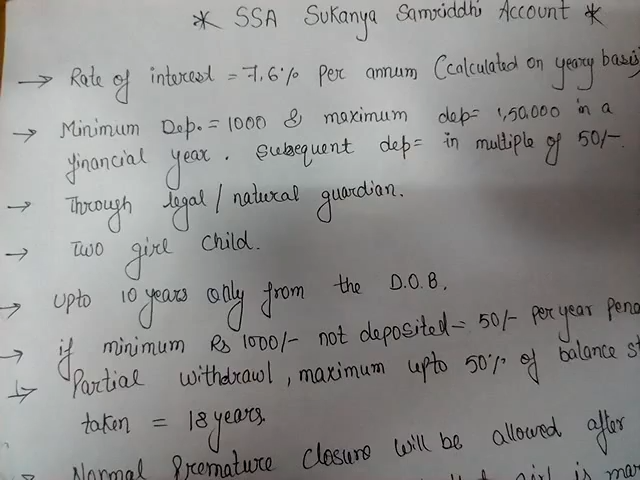 * SSA Sukanya Samriddhi Account *
→ Rate of interest = 7.6% Per annum (calculated on yeary basis)
→ Minimum Dep. = 1000 & maximum dep = 1,50,000 in a
financial year. Subsequent dep = in multiple of 50/-.
→ Through legal / natural guardian.
→ Two girl child.
→ Upto 10 years only from the D.O.B.
→ if minimum Rs 1000/- not deposited = 50/- per year
→ Partial withdrawl, maximum upto 50% of balance
taken = 18 years.
Normal Premature closure will be allowed after
girl is